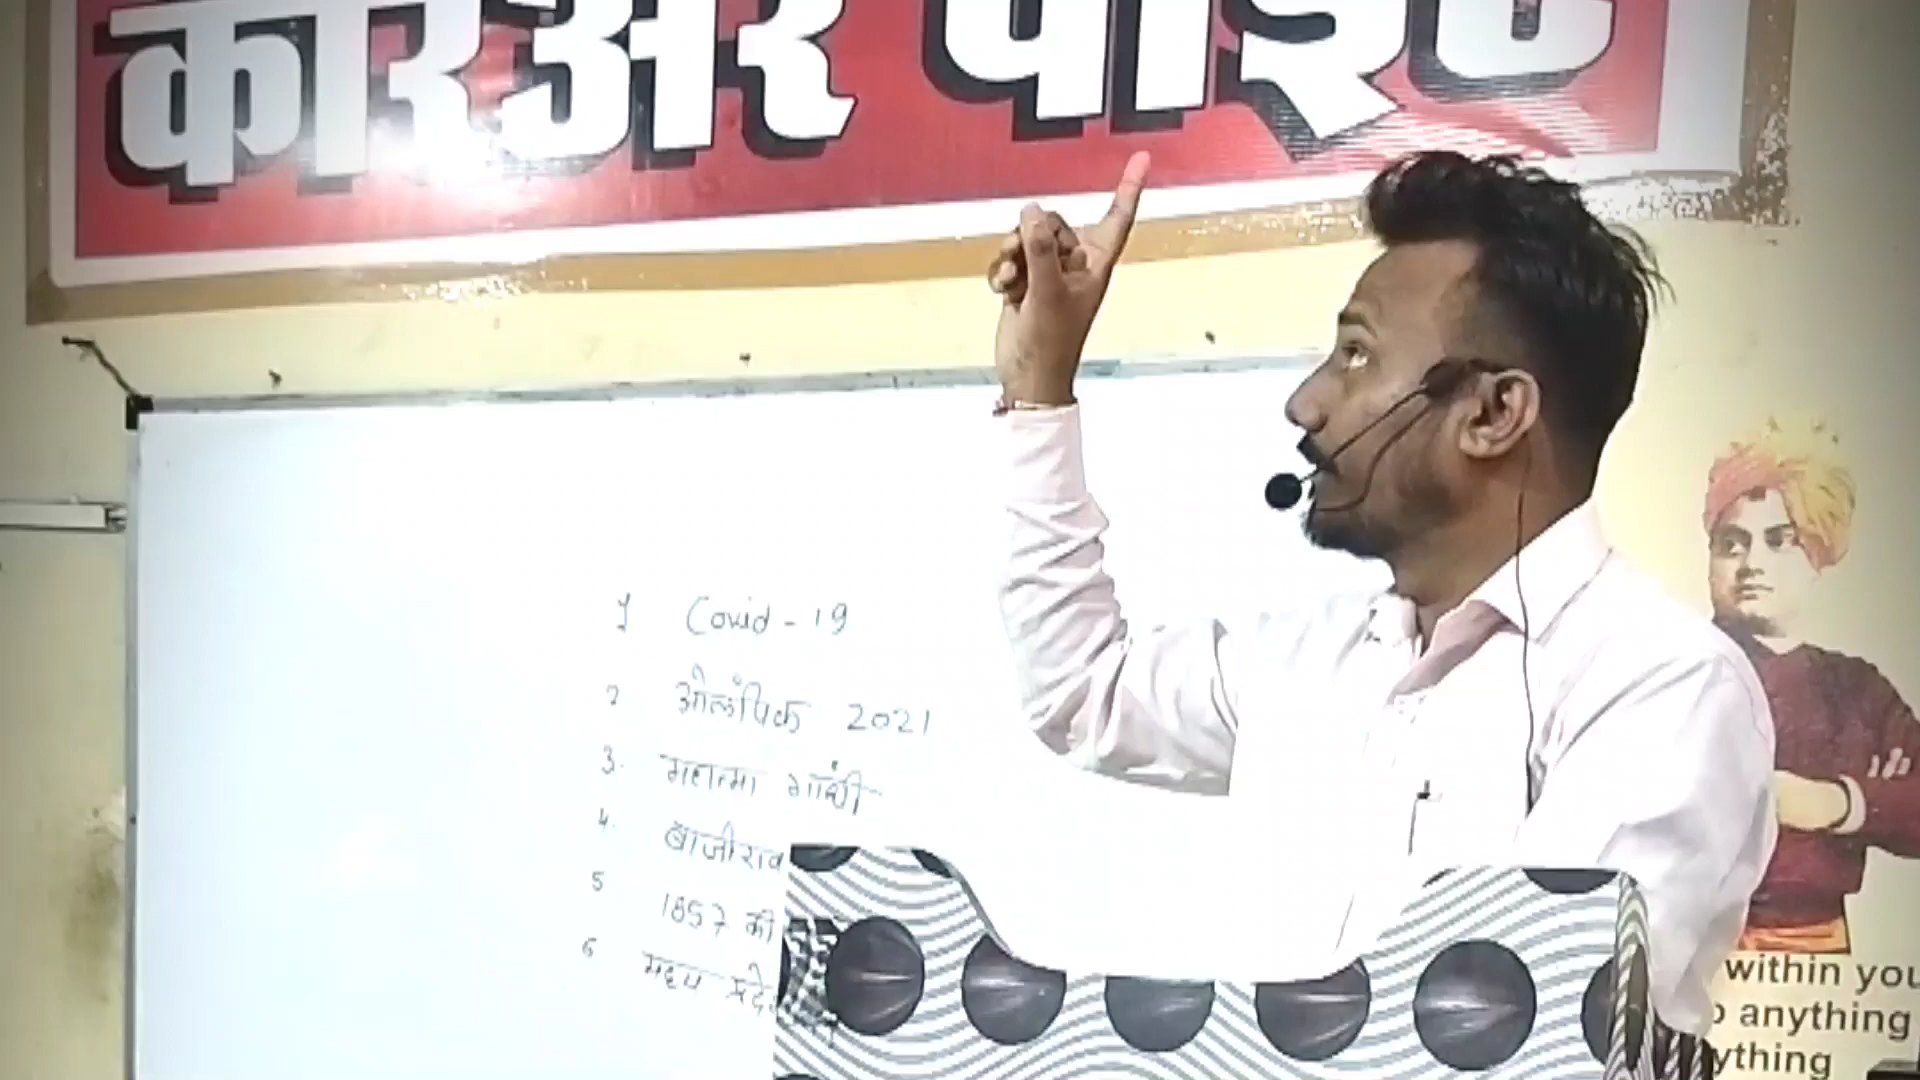 करिअर पॉइंट
1 Covid - 19
2 ओलंपिक 2021
3. महात्मा गांधी
4. बाजीराव
5 1857 की
6 मध्य प्रदे
within you
anything
ything